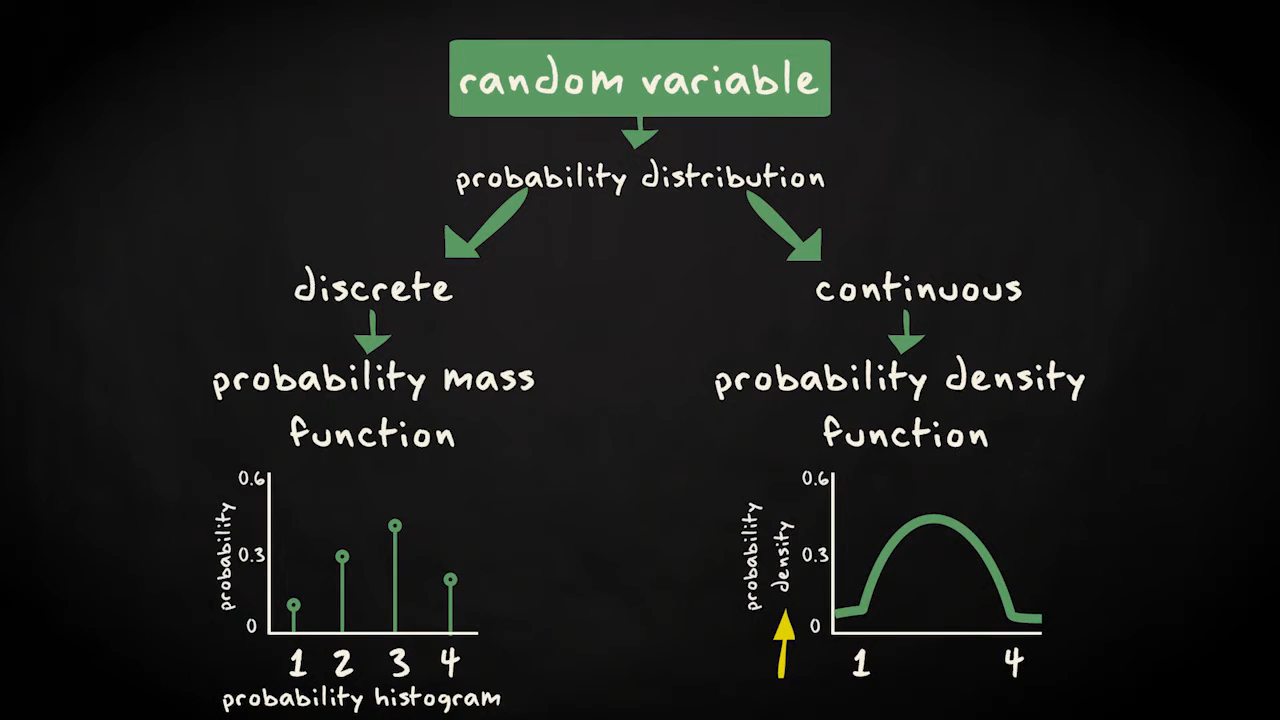 random variable
probability distribution
discrete
continuous
probability mass
function
probability density
function
0.6
0.3
0
probability
1 2 3 4
probability histogram
0.6
0.3
0
probability
density
1 4